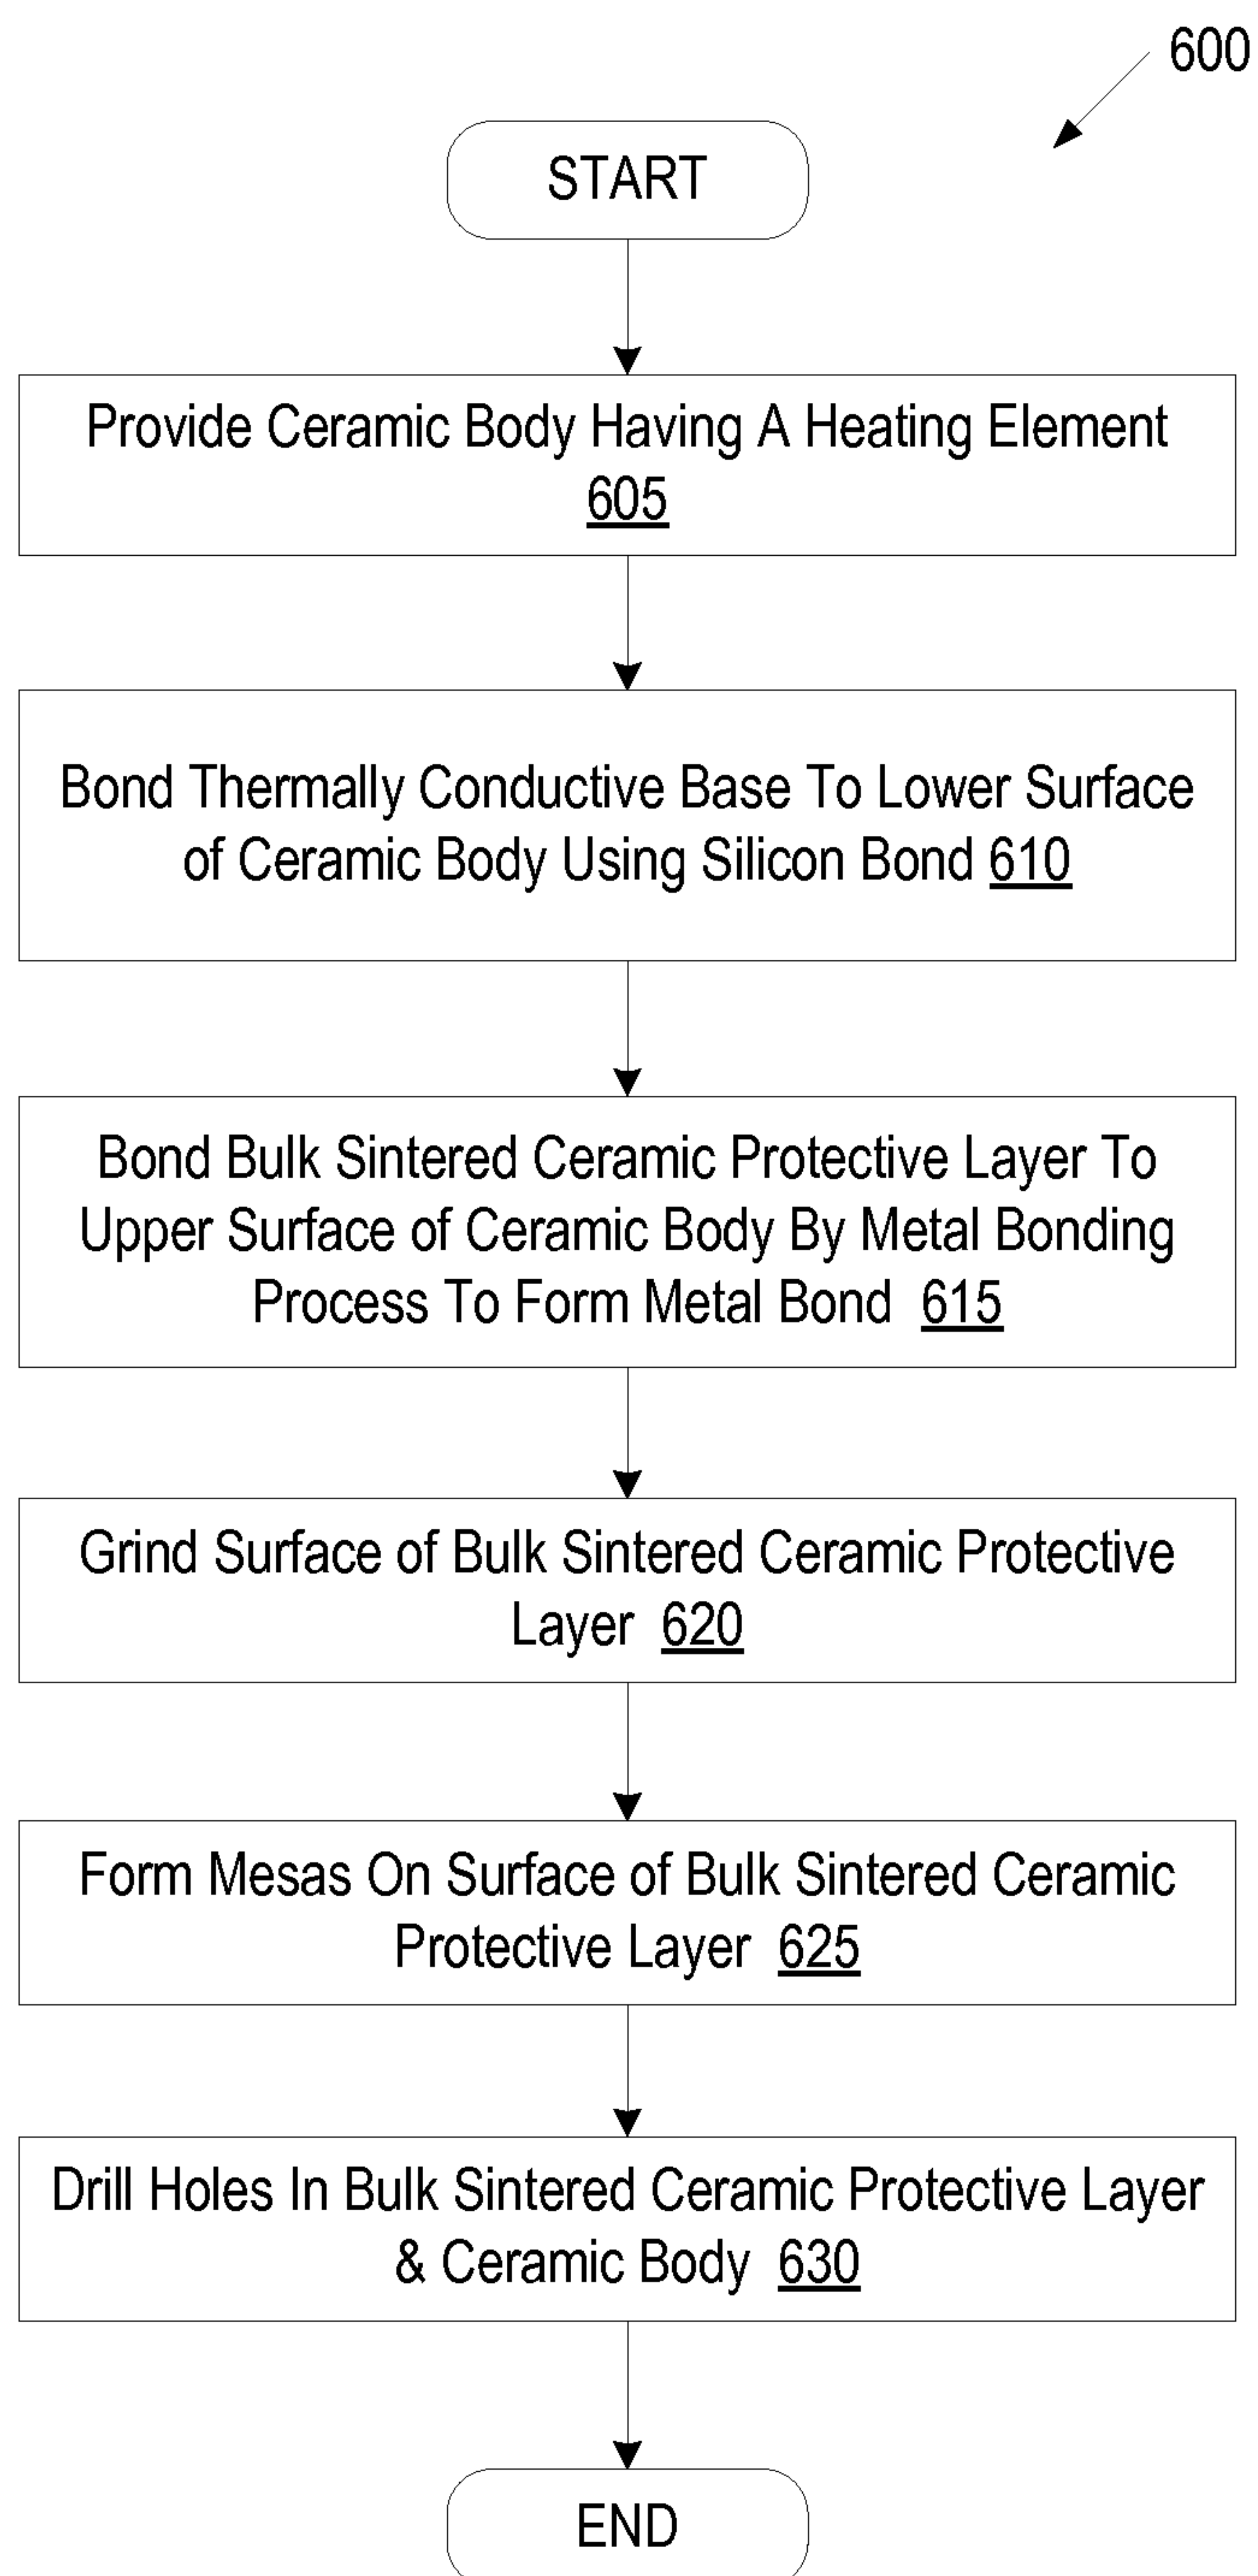 600
START
Provide Ceramic Body Having A Heating Element
605
Bond Thermally Conductive Base To Lower Surface
of Ceramic Body Using Silicon Bond 610
Bond Bulk Sintered Ceramic Protective Layer To
Upper Surface of Ceramic Body By Metal Bonding
Process To Form Metal Bond 615
Grind Surface of Bulk Sintered Ceramic Protective
Layer 620
Form Mesas On Surface of Bulk Sintered Ceramic
Protective Layer 625
Drill Holes In Bulk Sintered Ceramic Protective Layer
& Ceramic Body 630
END